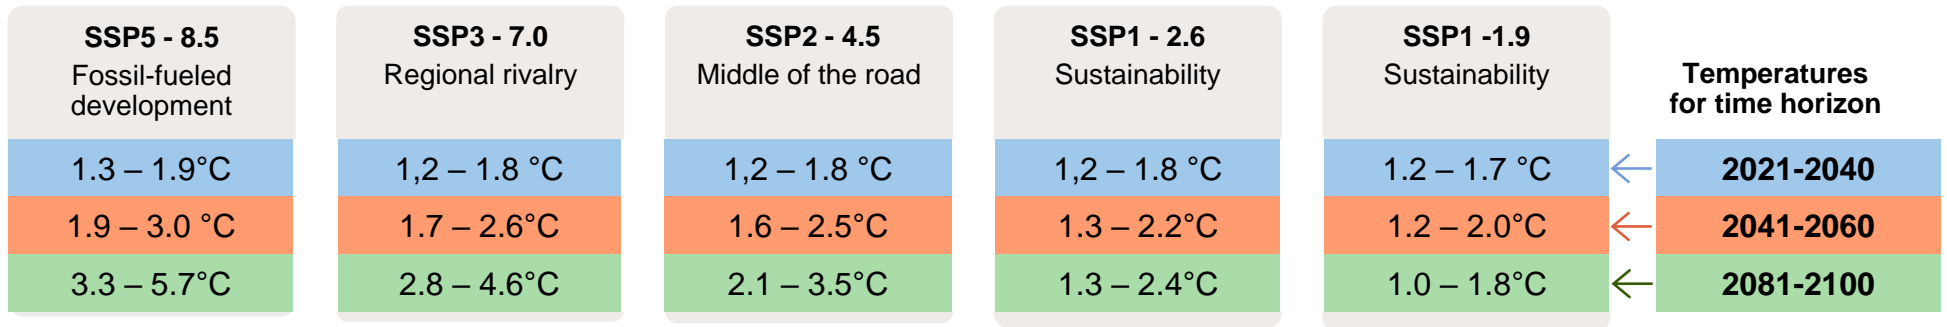 SSP5 - 8.5
Fossil-fueled
development
SSP3 - 7.0
Regional rivalry
SSP2 - 4.5
Middle of the road
SSP1 - 2.6
Sustainability
SSP1 -1.9
Sustainability
Temperatures
for time horizon
1.3 – 1.9°C
1,2 – 1.8 °C
1,2 – 1.8 °C
1,2 – 1.8 °C
1.2 – 1.7 °C
2021-2040
1.9 – 3.0 °C
1.7 – 2.6°C
1.6 – 2.5°C
1.3 – 2.2°C
1.2 – 2.0°C
2041-2060
3.3 – 5.7°C
2.8 – 4.6°C
2.1 – 3.5°C
1.3 – 2.4°C
1.0 – 1.8°C
2081-2100